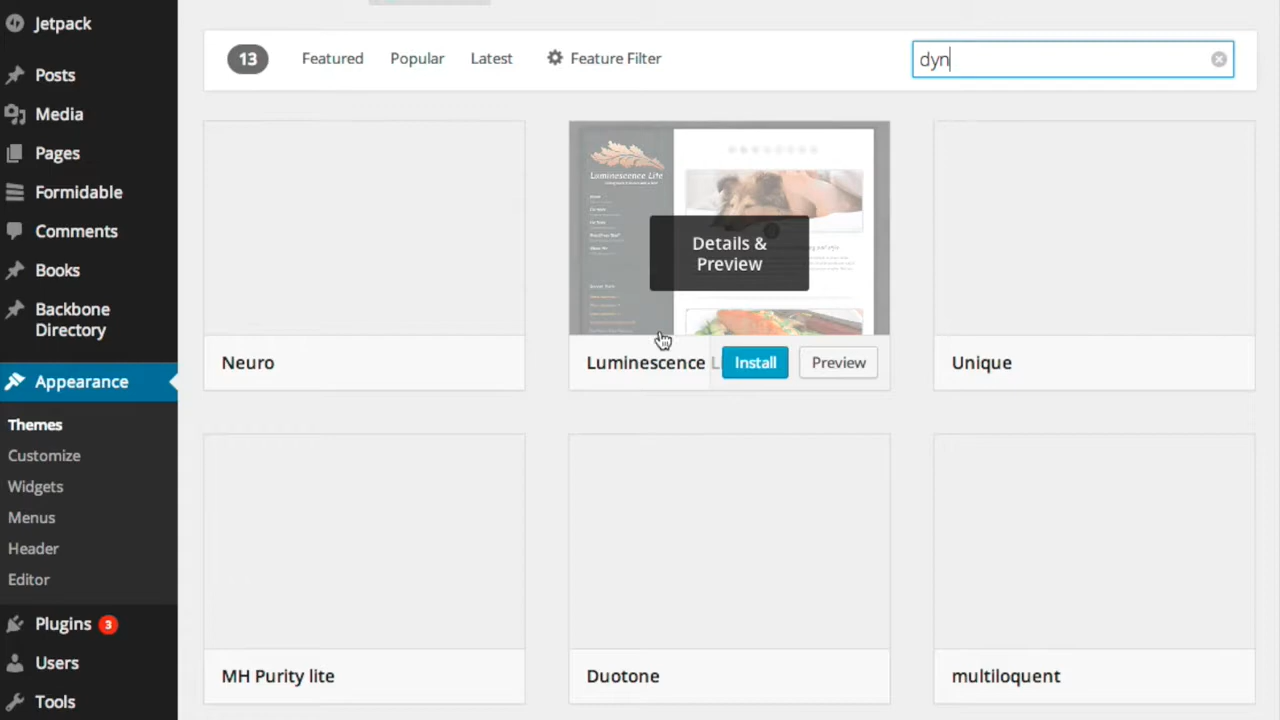 Jetpack
Posts
Media
Pages
Formidable
Comments
Books
Backbone
Directory
Appearance
Themes
Customize
Widgets
Menus
Header
Editor
Plugins 3
Users
Tools
13 Featured Popular Latest Feature Filter dyn
Luminescence Lite
Details &
Preview
Neuro
Luminescence L Install Preview
Unique
MH Purity lite
Duotone
multiloquent